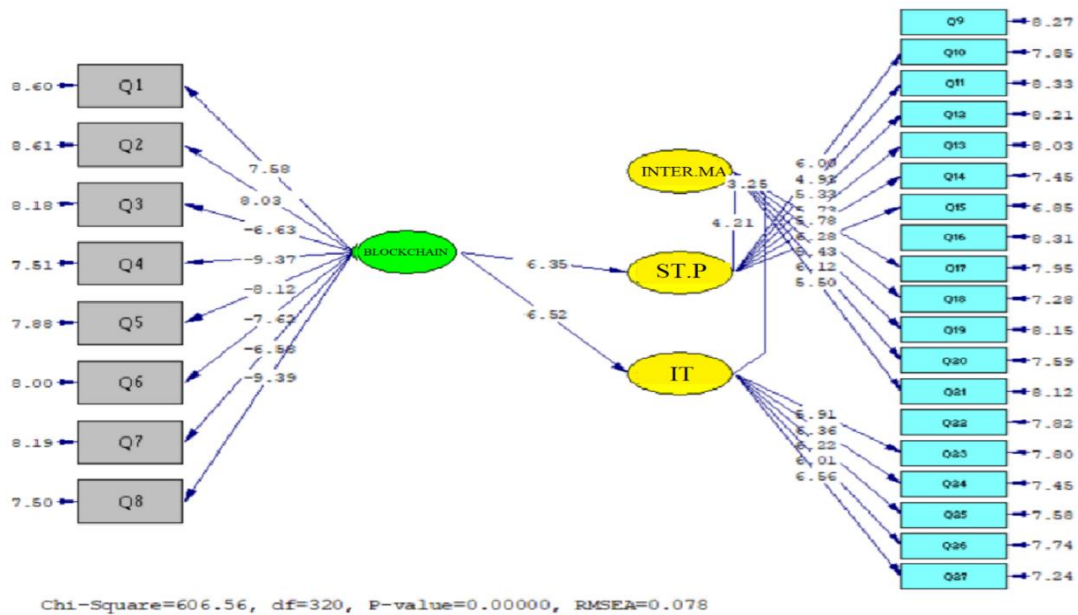 8.60 Q1
8.61 Q2
8.18 Q3
7.51 Q4
7.88 Q5
8.00 Q6
8.19 Q7
7.50 Q8
7.58
8.03
-6.63
-9.37
-8.12
-7.62
-6.58
-9.39
BLOCKCHAIN
6.35
6.52
INTER.MA
3.25
4.21
ST.P
IT
4.93
5.33
5.78
6.28
6.12
5.50
6.36
6.22
6.01
6.56
Q9 8.27
Q10 7.85
Q11 8.33
Q12 8.21
Q13 8.03
Q14 7.45
Q15 6.85
Q16 8.31
Q17 7.95
Q18 7.28
Q19 8.15
Q20 7.59
Q21 8.12
Q22 7.82
Q23 7.80
Q24 7.45
Q25 7.58
Q26 7.74
Q27 7.24
Chi-Square=606.56, df=320, P-value=0.00000, RMSEA=0.078